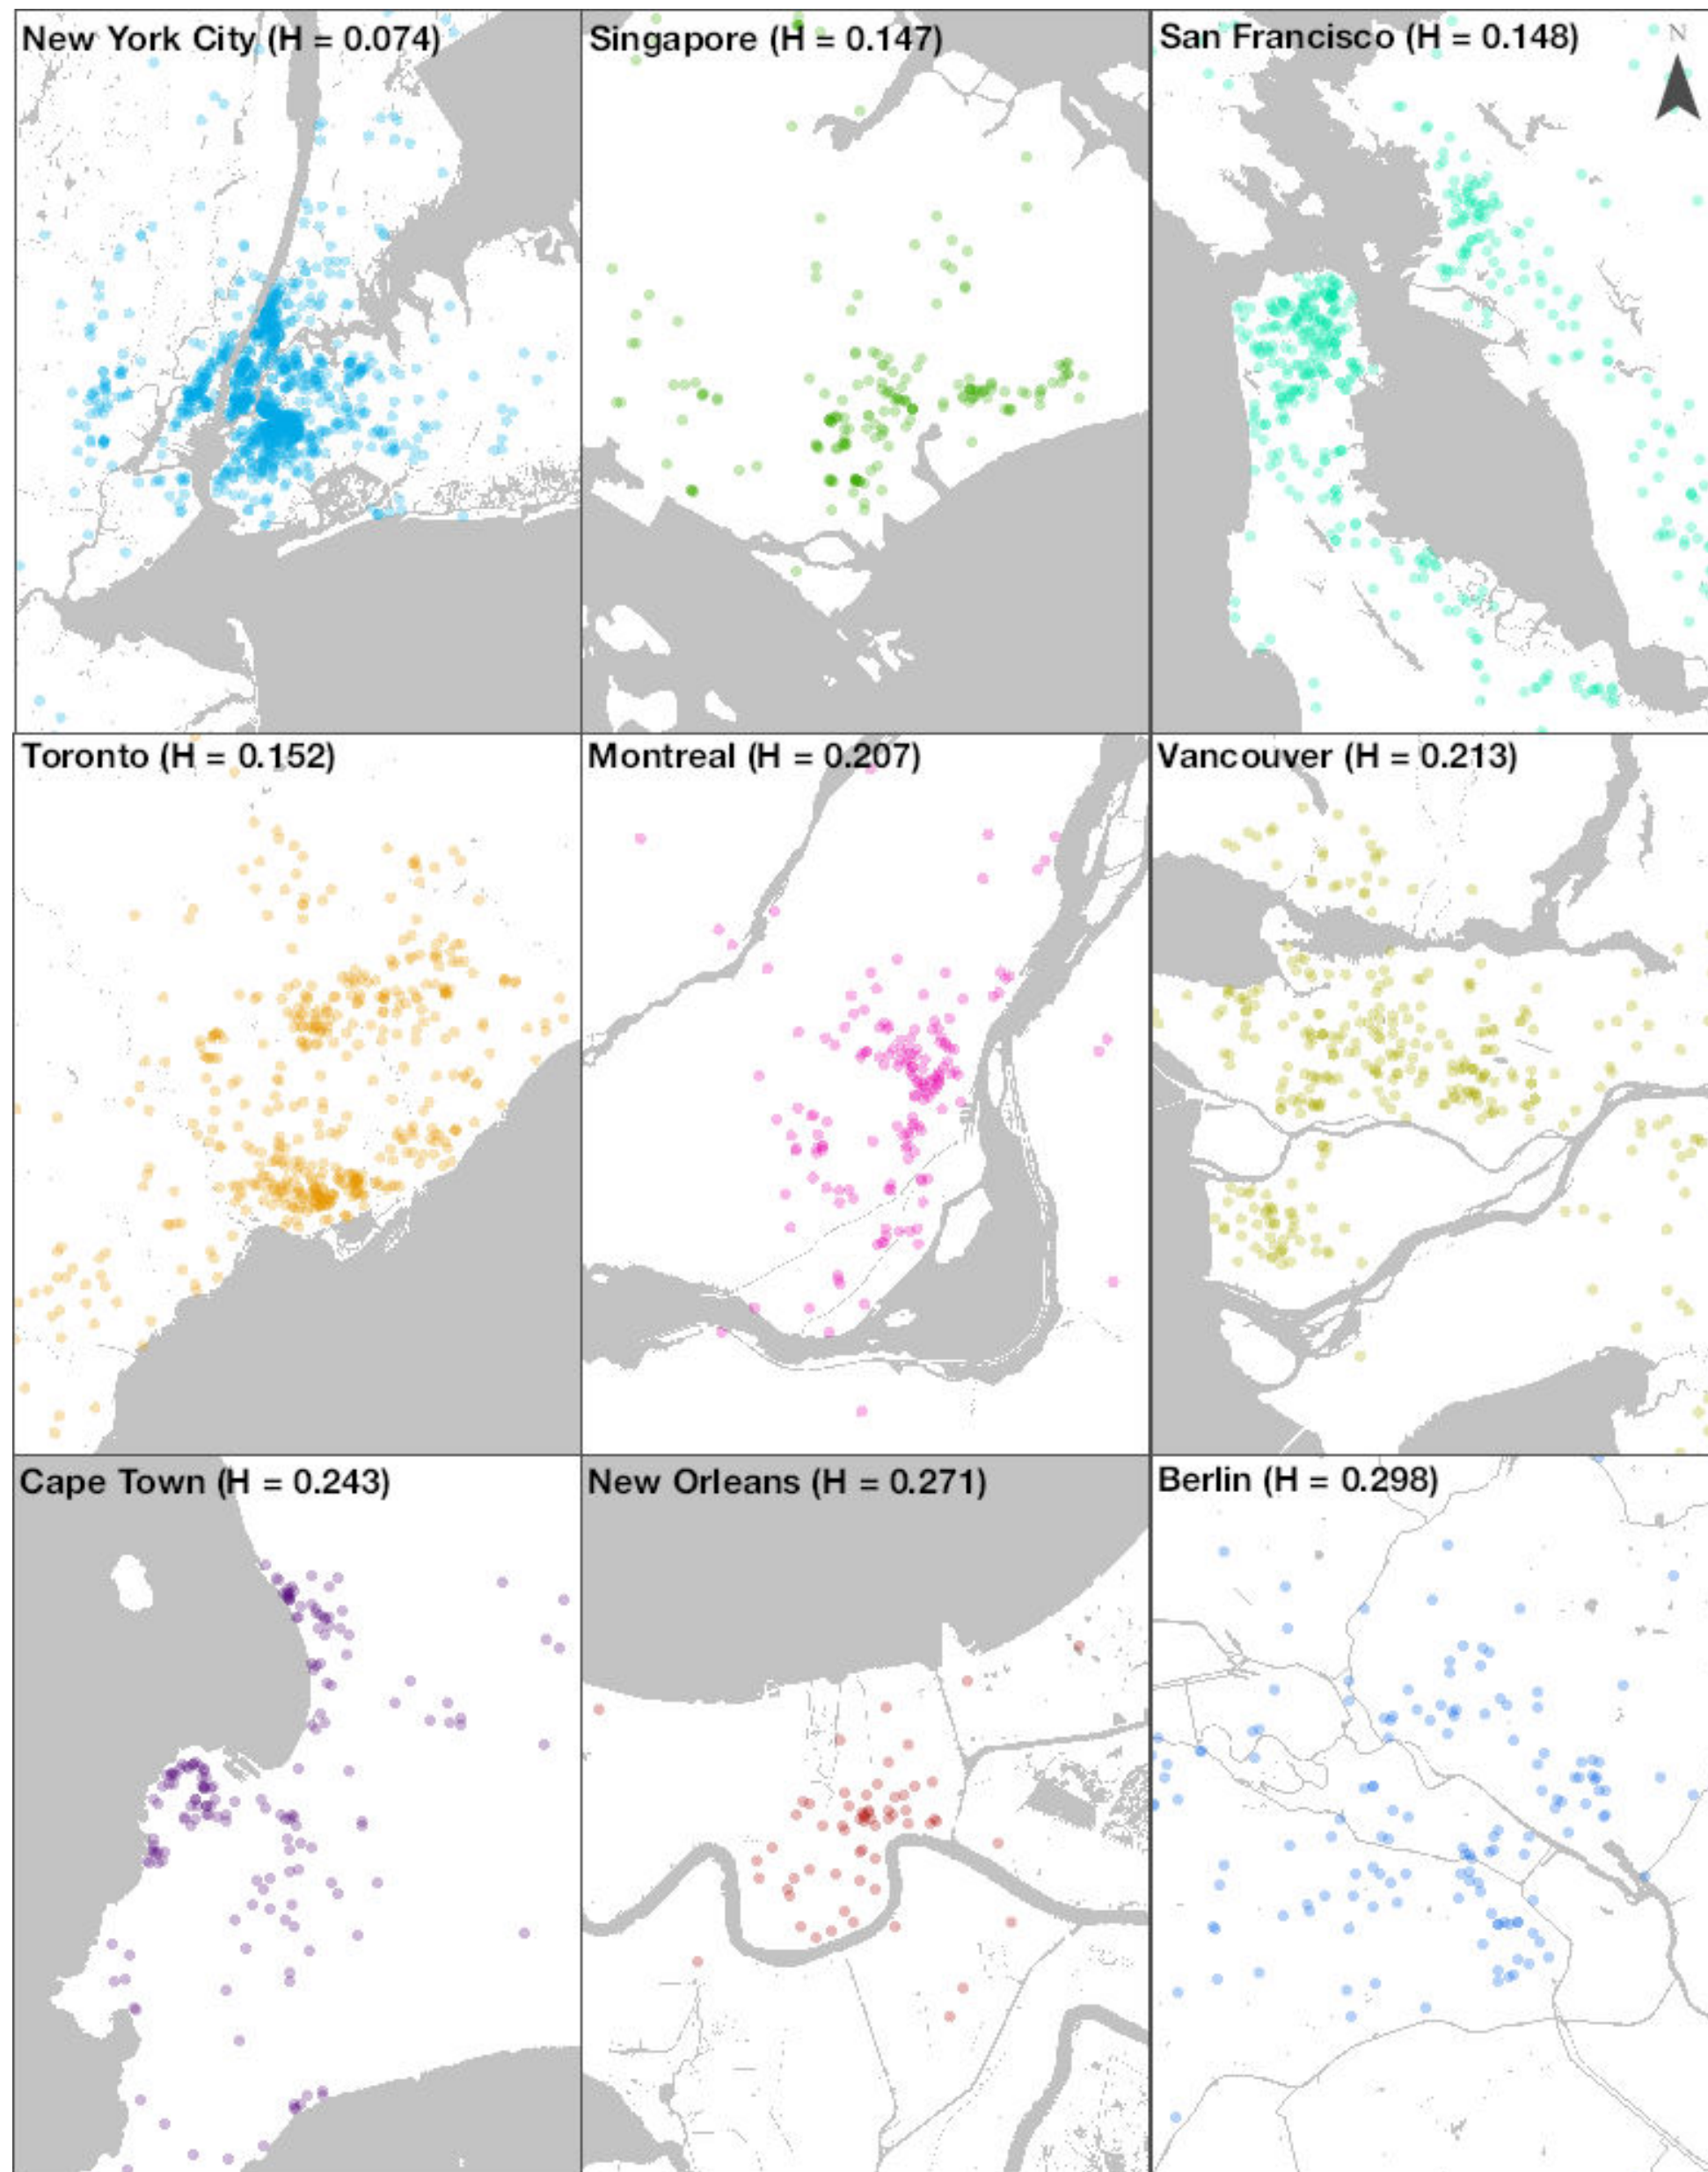 New York City (H = 0.074)
Singapore (H = 0.147)
San Francisco (H = 0.148)
N
Toronto (H = 0.152)
Montreal (H = 0.207)
Vancouver (H = 0.213)
Cape Town (H = 0.243)
New Orleans (H = 0.271)
Berlin (H = 0.298)